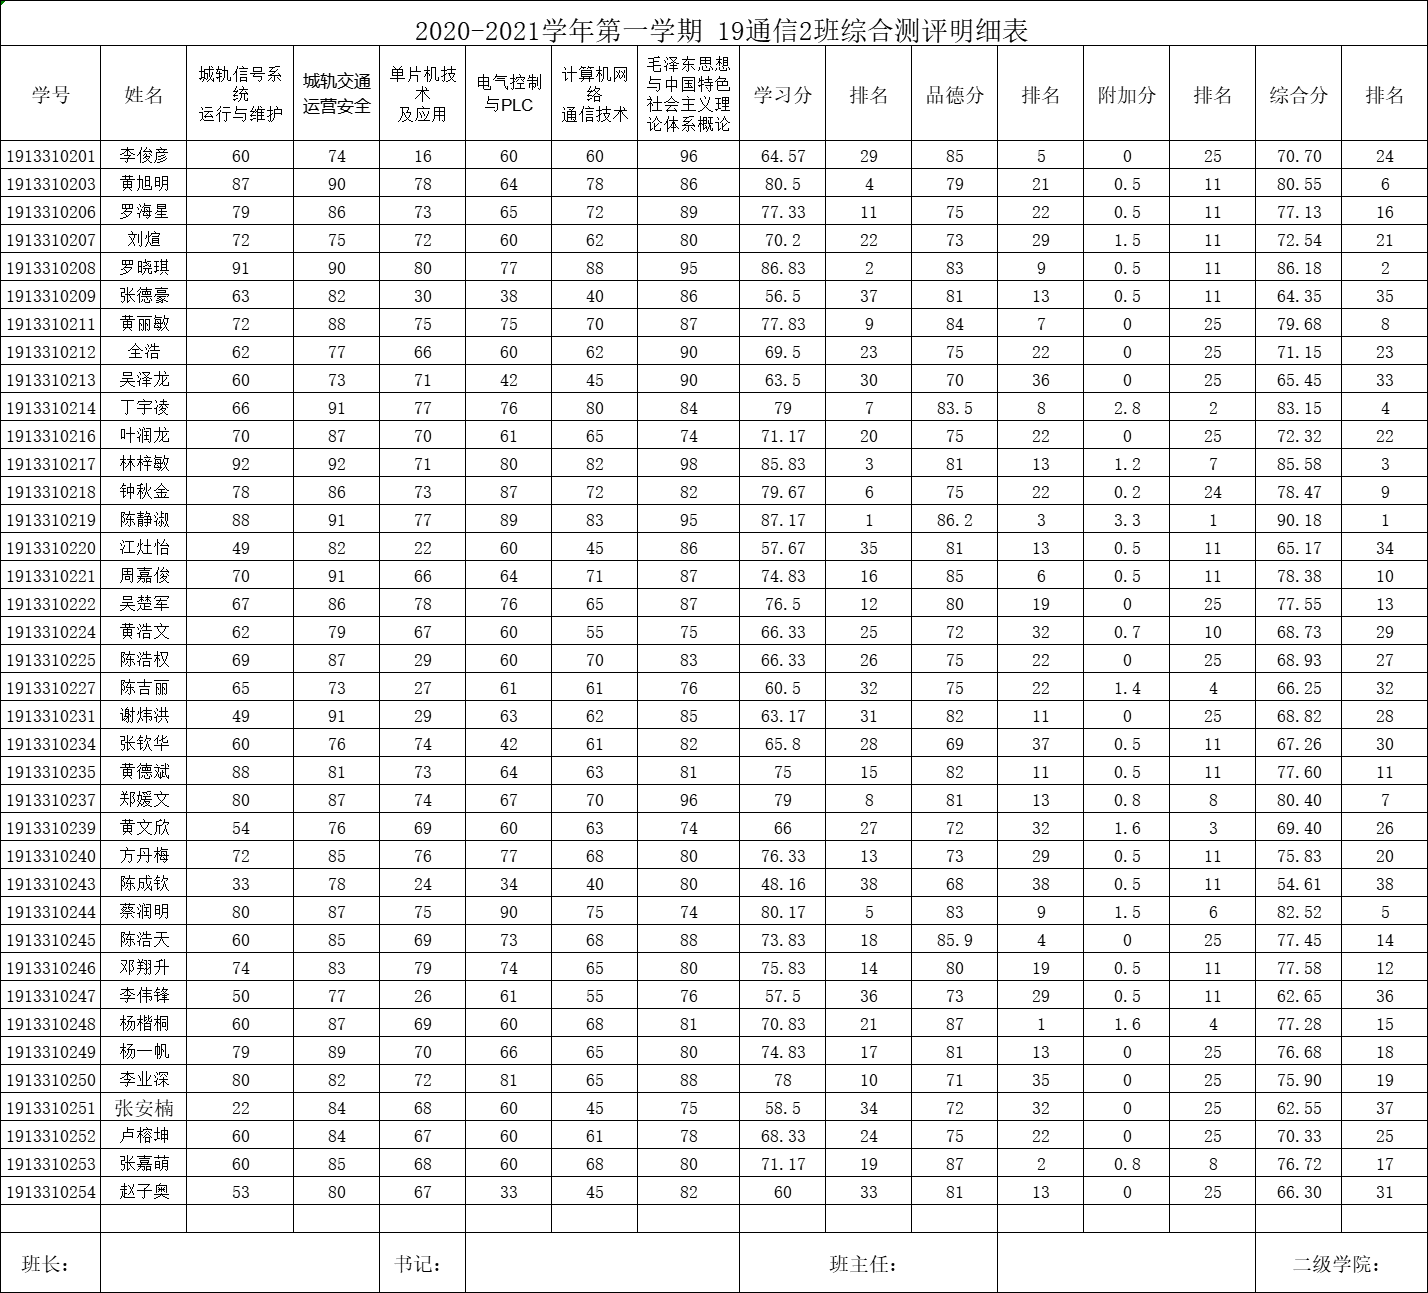 2020-2021学年第一学期 19通信2班综合测评明细表
学号 姓名 城轨信号系统运行与维护 城轨交通运营安全 单片机技术及应用 电气控制与PLC 计算机网络通信技术 毛泽东思想与中国特色社会主义理论体系概论 学习分 排名 品德分 排名 附加分 排名 综合分 排名
1913310201 李俊彦 60 74 16 60 60 96 64.57 29 85 5 0 25 70.70 24
1913310203 黄旭明 87 90 78 64 78 86 80.5 4 79 21 0.5 11 80.55 6
1913310206 罗海星 79 86 73 65 72 89 77.33 11 75 22 0.5 11 77.13 16
1913310207 刘煊 72 75 72 60 62 80 70.2 22 73 29 1.5 11 72.54 21
1913310208 罗晓琪 91 90 80 77 88 95 86.83 2 83 9 0.5 11 86.18 2
1913310209 张德豪 63 82 30 38 40 86 56.5 37 81 13 0.5 11 64.35 35
1913310211 黄丽敏 72 88 75 75 70 87 77.83 9 84 7 0 25 79.68 8
1913310212 全浩 62 77 66 60 62 90 69.5 23 75 22 0 25 71.15 23
1913310213 吴泽龙 60 73 71 42 45 90 63.5 30 70 36 0 25 65.45 33
1913310214 丁宇凌 66 91 77 76 80 84 79 7 83.5 8 2.8 2 83.15 4
1913310216 叶润龙 70 87 70 61 65 74 71.17 20 75 22 0 25 72.32 22
1913310217 林梓敏 92 92 71 80 82 98 85.83 3 81 13 1.2 7 85.58 3
1913310218 钟秋金 78 86 73 87 72 82 79.67 6 75 22 0.2 24 78.47 9
1913310219 陈静淑 88 91 77 89 83 95 87.17 1 86.2 3 3.3 1 90.18 1
1913310220 江灶怡 49 82 22 60 45 86 57.67 35 81 13 0.5 11 65.17 34
1913310221 周嘉俊 70 91 66 64 71 87 74.83 16 85 6 0.5 11 78.38 10
1913310222 吴楚军 67 86 78 76 65 87 76.5 12 80 19 0 25 77.55 13
1913310224 黄浩文 62 79 67 60 55 75 66.33 25 72 32 0.7 10 68.73 29
1913310225 陈浩权 69 87 29 60 70 83 66.33 26 75 22 0 25 68.93 27
1913310227 陈吉丽 65 73 27 61 61 76 60.5 32 75 22 1.4 4 66.25 32
1913310231 谢炜洪 49 91 29 63 62 85 63.17 31 82 11 0 25 68.82 28
1913310234 张钦华 60 76 74 42 61 82 65.8 28 69 37 0.5 11 67.26 30
1913310235 黄德斌 88 81 73 64 63 81 75 15 82 11 0.5 11 77.60 11
1913310237 郑媛文 80 87 74 67 70 96 79 8 81 13 0.8 8 80.40 7
1913310239 黄文欣 54 76 69 60 63 74 66 27 72 32 1.6 3 69.40 26
1913310240 方丹梅 72 85 76 77 68 80 76.33 13 73 29 0.5 11 75.83 20
1913310243 陈成钦 33 78 24 34 40 80 48.16 38 68 38 0.5 11 54.61 38
1913310244 蔡润明 80 87 75 90 75 74 80.17 5 83 9 1.5 6 82.52 5
1913310245 陈浩天 60 85 69 73 68 88 73.83 18 85.9 4 0 25 77.45 14
1913310246 邓翔升 74 83 79 74 65 80 75.83 14 80 19 0.5 11 77.58 12
1913310247 李伟锋 50 77 26 61 55 76 57.5 36 73 29 0.5 11 62.65 36
1913310248 杨楷桐 60 87 69 60 68 81 70.83 21 87 1 1.6 4 77.28 15
1913310249 杨一帆 79 89 70 66 65 80 74.83 17 81 13 0 25 76.68 18
1913310250 李业深 80 82 72 81 65 88 78 10 71 35 0 25 75.90 19
1913310251 张安楠 22 84 68 60 45 75 58.5 34 72 32 0 25 62.55 37
1913310252 卢榕坤 60 84 67 60 61 78 68.33 24 75 22 0 25 70.33 25
1913310253 张嘉萌 60 85 68 60 68 80 71.17 19 87 2 0.8 8 76.72 17
1913310254 赵子奥 53 80 67 33 45 82 60 33 81 13 0 25 66.30 31
班长： 书记： 班主任： 二级学院：